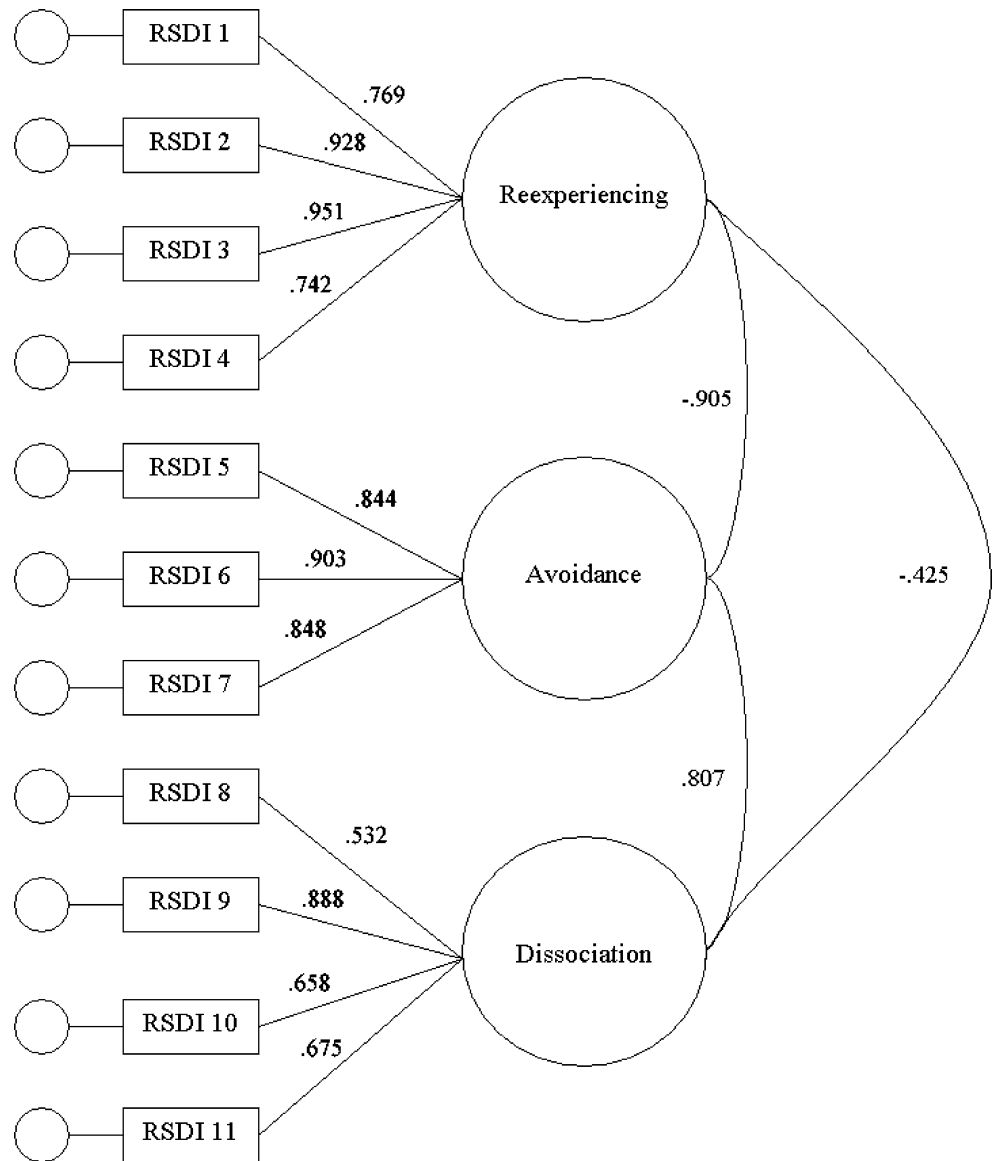 RSDI 1
.769
RSDI 2
.928
Reexperiencing
.951
RSDI 3
.742
RSDI 4
-.905
RSDI 5
.844
.903
RSDI 6
Avoidance
-.425
.848
RSDI 7
.807
RSDI 8
.532
.888
RSDI 9
Dissociation
.658
RSDI 10
.675
RSDI 11